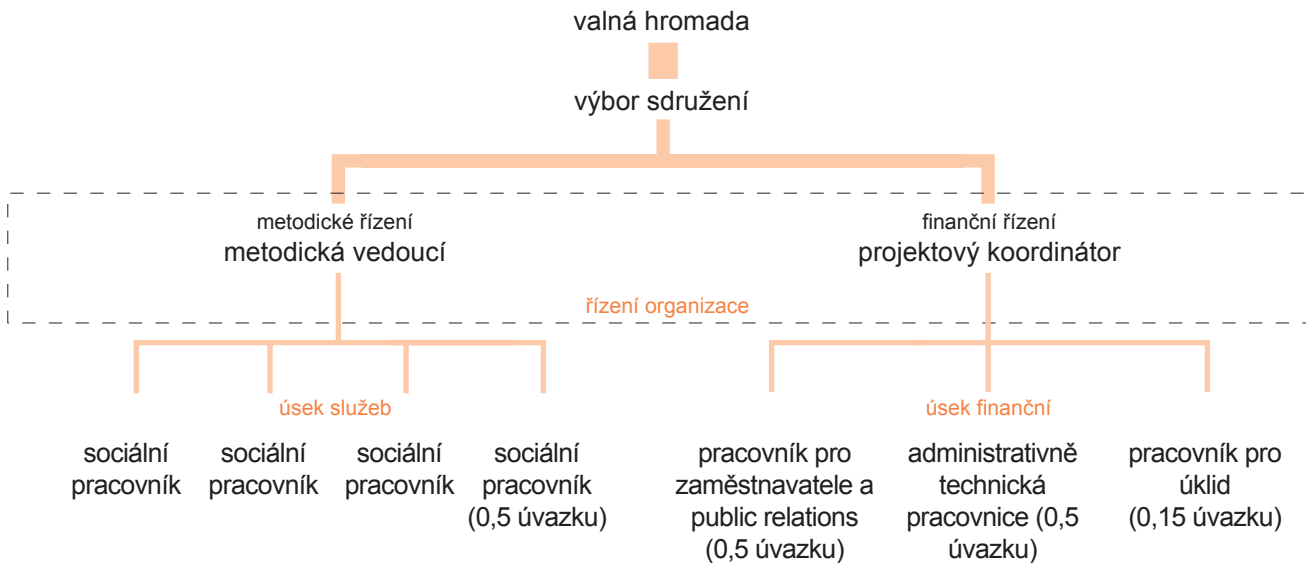 valná hromada
výbor sdružení
metodické řízení
metodická vedoucí
finanční řízení
projektový koordinátor
řízení organizace
úsek služeb
úsek finanční
sociální
pracovník
sociální
pracovník
sociální
pracovník
sociální
pracovník
(0,5 úvazku)
pracovník pro
zaměstnavatele a
public relations
(0,5 úvazku)
administrativně
technická
pracovnice (0,5
úvazku)
pracovník pro
úklid
(0,15 úvazku)